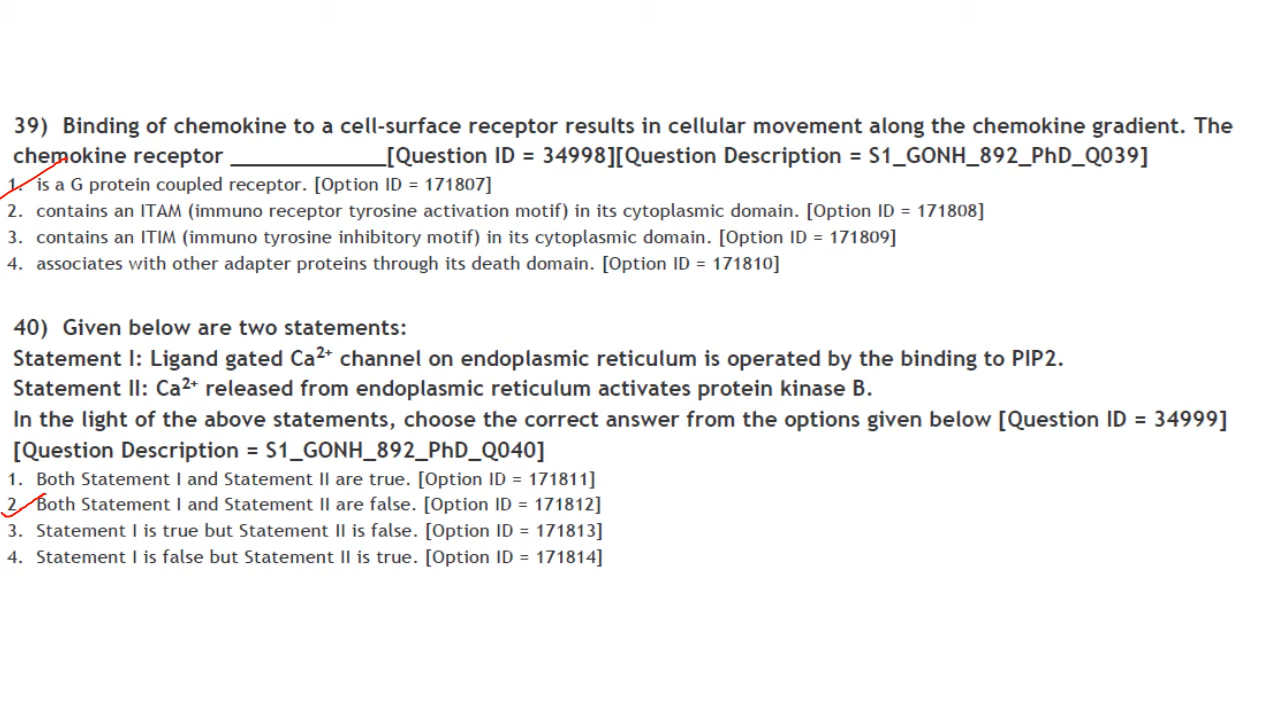 39) Binding of chemokine to a cell-surface receptor results in cellular movement along the chemokine gradient. The
chemokine receptor _____________[Question ID = 34998][Question Description = S1_GONH_892_PhD_Q039]
1. is a G protein coupled receptor. [Option ID = 171807]
2. contains an ITAM (immuno receptor tyrosine activation motif) in its cytoplasmic domain. [Option ID = 171808]
3. contains an ITIM (immuno tyrosine inhibitory motif) in its cytoplasmic domain. [Option ID = 171809]
4. associates with other adapter proteins through its death domain. [Option ID = 171810]
40) Given below are two statements:
Statement I: Ligand gated Ca²⁺ channel on endoplasmic reticulum is operated by the binding to PIP2.
Statement II: Ca²⁺ released from endoplasmic reticulum activates protein kinase B.
In the light of the above statements, choose the correct answer from the options given below [Question ID = 34999]
[Question Description = S1_GONH_892_PhD_Q040]
1. Both Statement I and Statement II are true. [Option ID = 171811]
2. Both Statement I and Statement II are false. [Option ID = 171812]
3. Statement I is true but Statement II is false. [Option ID = 171813]
4. Statement I is false but Statement II is true. [Option ID = 171814]